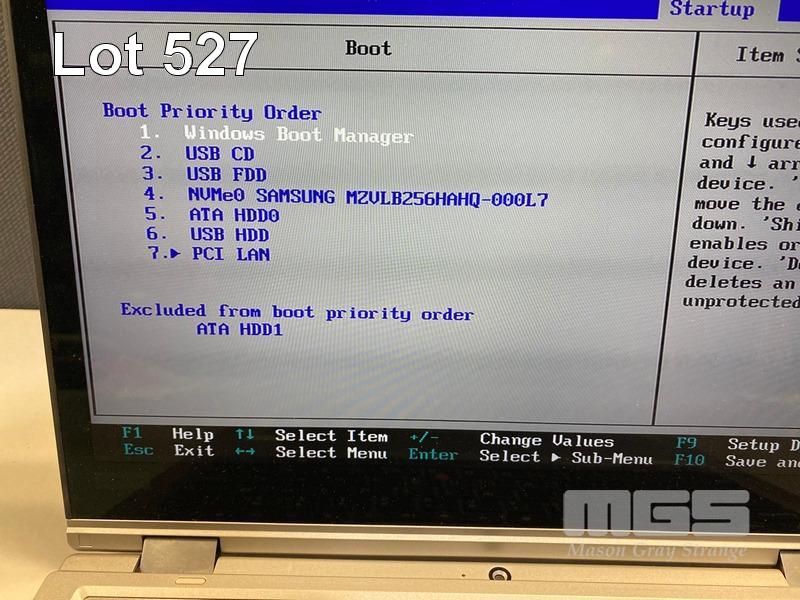 Startup
Lot 527
Boot
Item
Boot Priority Order
1. Windows Boot Manager
2. USB CD
3. USB FDD
4. NVMe0 SAMSUNG MZVLB256HAHQ-000L7
5. ATA HDD0
6. USB HDD
7.▸ PCI LAN
Excluded from boot priority order
ATA HDD1
Keys used
configure
and ↓ arr
device. '
move the
down. 'Shi
enables or
device. 'D
deletes an
unprotected
F1 Help ↑↓ Select Item +/- Change Values F9 Setup D
Esc Exit ←→ Select Menu Enter Select ▸ Sub-Menu F10 Save and
MGS
Mason Gray Strange